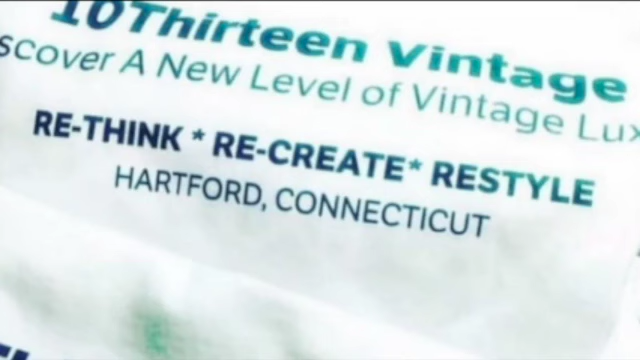 10Thirteen Vintage
scover A New Level of Vintage Lux
RE-THINK * RE-CREATE* RESTYLE
HARTFORD, CONNECTICUT